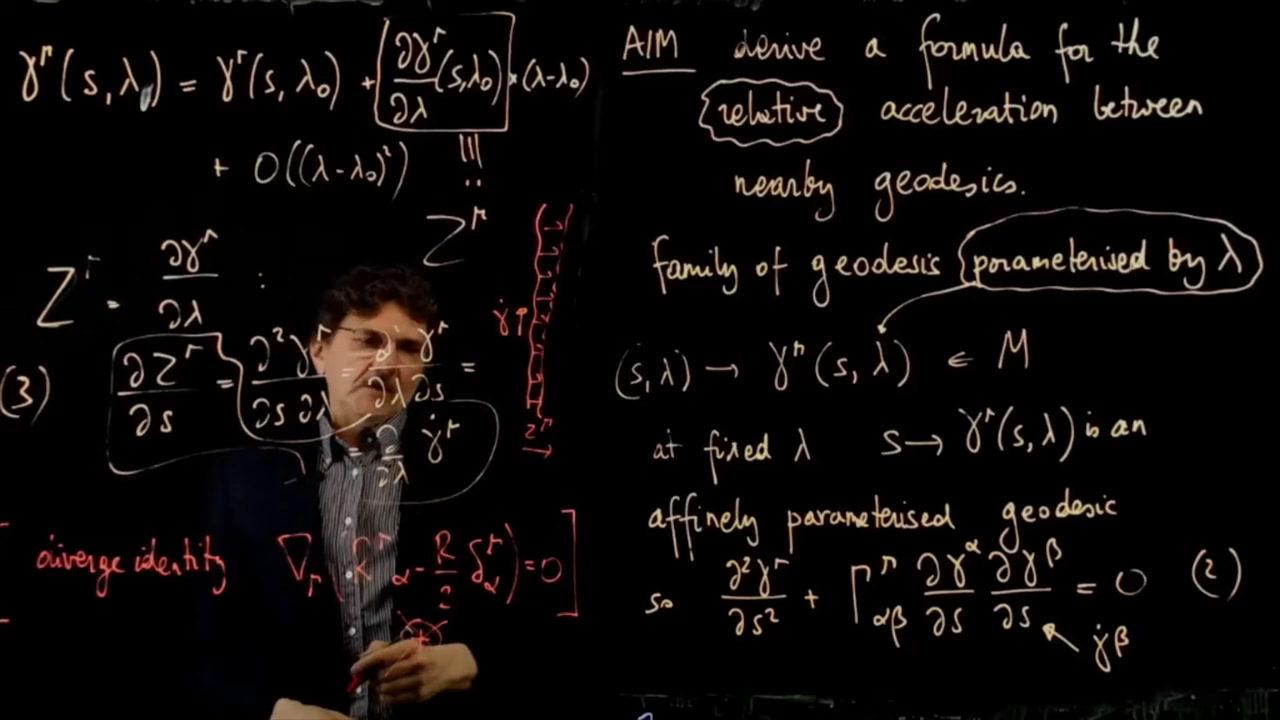 γ^μ(s, λ) = γ^μ(s, λ₀) + ∂γ^μ/∂λ (s, λ₀) · (λ-λ₀)
+ O((λ-λ₀)²)
Z^μ
Z^μ = ∂γ^μ/∂λ :
(3) ∂Z^μ/∂s = ∂²γ^μ/∂s∂λ = ∂²γ^μ/∂λ∂s =
= ∂/∂λ γ̇^μ
γ̇↑
Z^μ →
[ diverge identity ∇_μ (R^μ_α - R/2 δ^μ_α) = 0 ]
AIM derive a formula for the
relative acceleration between
nearby geodesics.
family of geodesis parameterised by λ
(s,λ) → γ^μ(s, λ) ∈ M
at fixed λ s → γ^μ(s,λ) is an
affinely parameterised geodesic
so ∂²γ^μ/∂s² + Γ^μ_αβ ∂γ^α/∂s ∂γ^β/∂s = 0 (2)
γ̇^β